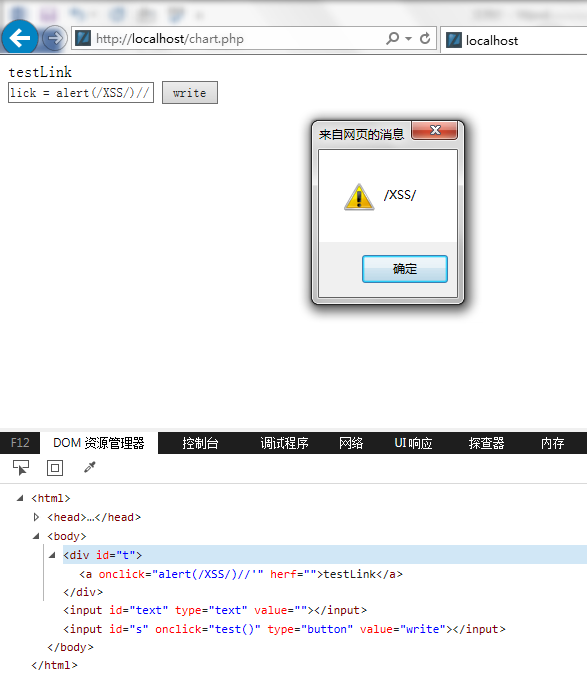 http://localhost/chart.php
localhost
testLink
lick = alert(/XSS/)//
write
来自网页的消息
/XSS/
确定
F12 DOM 资源管理器 控制台 调试程序 网络 UI 响应 探查器 内存
<html>
<head>…</head>
<body>
<div id="t">
<a onclick="alert(/XSS/)//'" herf="">testLink</a>
</div>
<input id="text" type="text" value=""></input>
<input id="s" onclick="test()" type="button" value="write"></input>
</body>
</html>